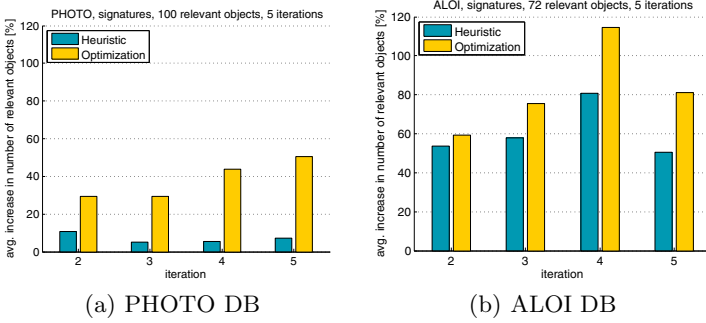 PHOTO, signatures, 100 relevant objects, 5 iterations
avg. increase in number of relevant objects [%]
120
100
80
60
40
20
0
Heuristic
Optimization
2 3 4 5
iteration
(a) PHOTO DB
ALOI, signatures, 72 relevant objects, 5 iterations
avg. increase in number of relevant objects [%]
120
100
80
60
40
20
0
Heuristic
Optimization
2 3 4 5
iteration
(b) ALOI DB